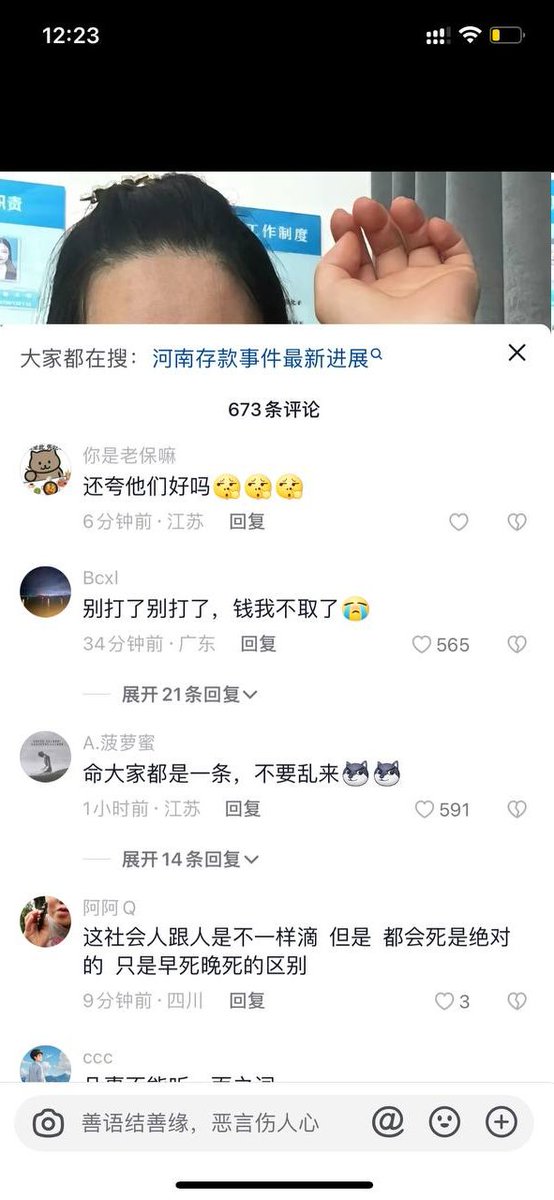 12:23
职责
工作制度
大家都在搜：河南存款事件最新进展
673条评论
你是老保嘛
还夸他们好吗
6分钟前·江苏 回复
Bcxl
别打了别打了，钱我不取了
34分钟前·广东 回复 565
展开21条回复
A.菠萝蜜
命大家都是一条，不要乱来
1小时前·江苏 回复 591
展开14条回复
阿阿Q
这社会人跟人是不一样滴 但是 都会死是绝对
的 只是早死晚死的区别
9分钟前·四川 回复 3
ccc
善语结善缘，恶言伤人心